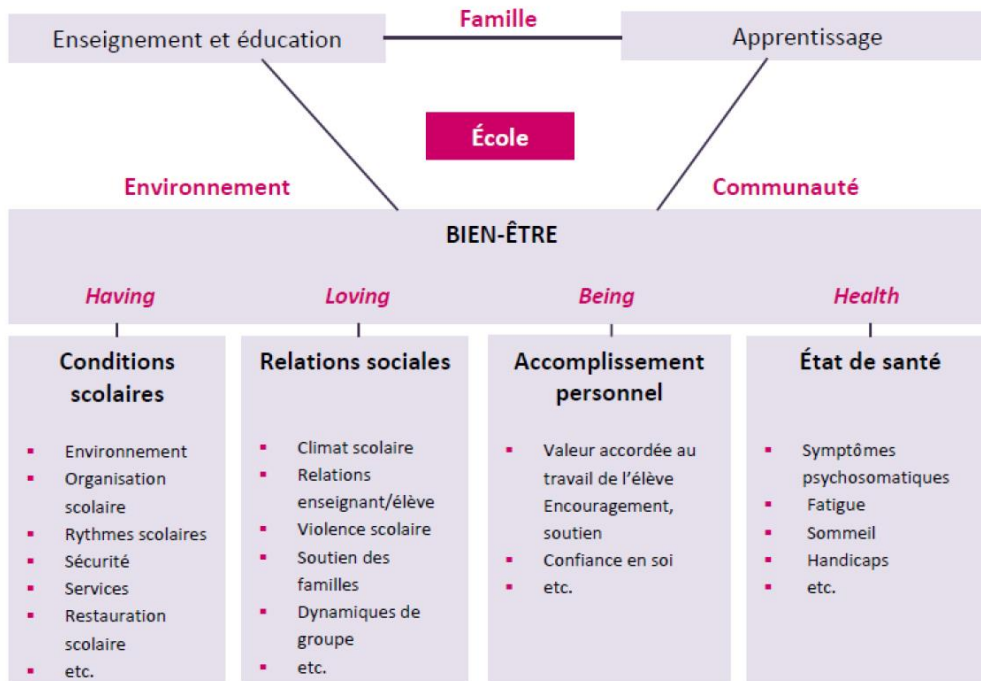 Famille
Enseignement et éducation
Apprentissage
École
Environnement
Communauté
BIEN-ÊTRE
Having
Loving
Being
Health
Conditions
scolaires
Environnement
Organisation
scolaire
Rythmes scolaires
Sécurité
Services
Restauration
scolaire
etc.
Relations sociales
Climat scolaire
Relations
enseignant/élève
Violence scolaire
Soutien des
familles
Dynamiques de
groupe
etc.
Accomplissement
personnel
Valeur accordée au
travail de l'élève
Encouragement,
soutien
Confiance en soi
etc.
État de santé
Symptômes
psychosomatiques
Fatigue
Sommeil
Handicaps
etc.